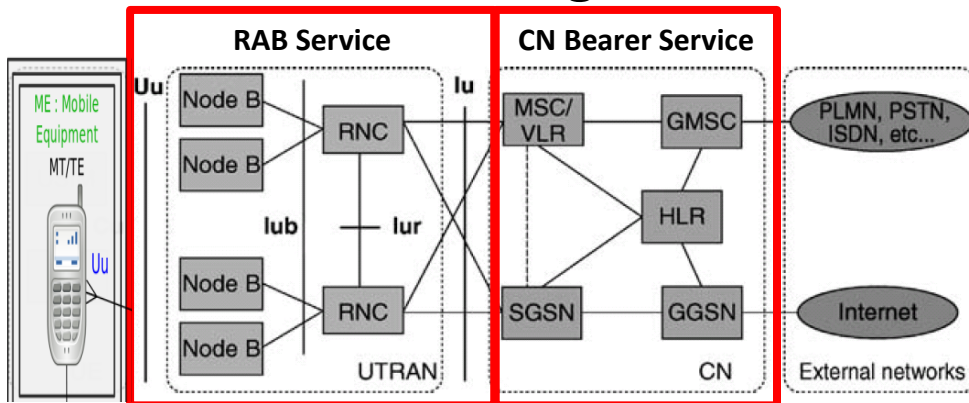 RAB Service
CN Bearer Service
ME : Mobile
Equipment
MT/TE
Uu
Uu
Node B
Node B
RNC
Iub
Iur
Node B
Node B
RNC
UTRAN
Iu
MSC/
VLR
GMSC
HLR
SGSN
GGSN
CN
PLMN, PSTN,
ISDN, etc...
Internet
External networks